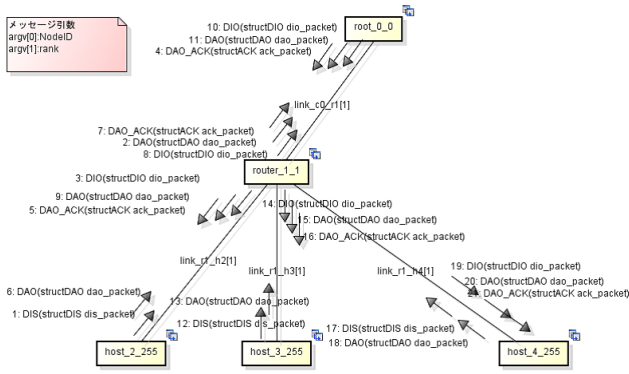 メッセージ引数
argv[0]:NodeID
argv[1]:rank
10: DIO(structDIO dio_packet)
root_0_0
11: DAO(structDAO dao_packet)
4: DAO_ACK(structACK ack_packet)
link_c0_r1[1]
7: DAO_ACK(structACK ack_packet)
2: DAO(structDAO dao_packet)
8: DIO(structDIO dio_packet)
router_1_1
3: DIO(structDIO dio_packet)
9: DAO(structDAO dao_packet)
5: DAO_ACK(structACK ack_packet)
14: DIO(structDIO dio_packet)
15: DAO(structDAO dao_packet)
16: DAO_ACK(structACK ack_packet)
link_r1_h2[1]
link_r1_h3[1]
link_r1_h4[1]
19: DIO(structDIO dio_packet)
20: DAO(structDAO dao_packet)
21: DAO_ACK(structACK ack_packet)
6: DAO(structDAO dao_packet)
13: DAO(structDAO dao_packet)
1: DIS(structDIS dis_packet)
12: DIS(structDIS dis_packet)
17: DIS(structDIS dis_packet)
18: DAO(structDAO dao_packet)
host_2_255
host_3_255
host_4_255